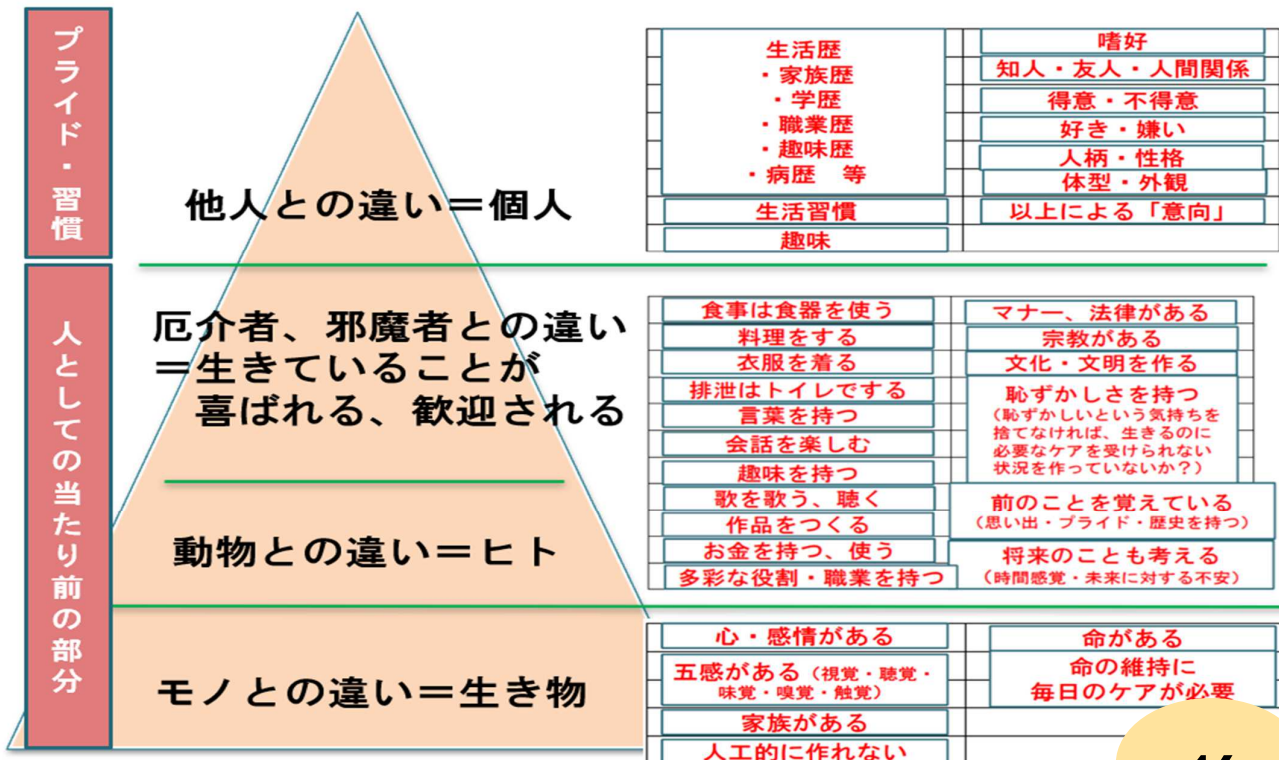 プライド・習慣
他人との違い＝個人
生活歴
・家族歴
・学歴
・職業歴
・趣味歴
・病歴　等
生活習慣
趣味
嗜好
知人・友人・人間関係
得意・不得意
好き・嫌い
人柄・性格
体型・外観
以上による「意向」
人としての当たり前の部分
厄介者、邪魔者との違い
＝生きていることが
喜ばれる、歓迎される
動物との違い＝ヒト
食事は食器を使う
料理をする
衣服を着る
排泄はトイレでする
言葉を持つ
会話を楽しむ
趣味を持つ
歌を歌う、聴く
作品をつくる
お金を持つ、使う
多彩な役割・職業を持つ
マナー、法律がある
宗教がある
文化・文明を作る
恥ずかしさを持つ
（恥ずかしいという気持ちを
捨てなければ、生きるのに
必要なケアを受けられない
状況を作っていないか？）
前のことを覚えている
（思い出・プライド・歴史を持つ）
将来のことも考える
（時間感覚・未来に対する不安）
モノとの違い＝生き物
心・感情がある
五感がある（視覚・聴覚・
味覚・嗅覚・触覚）
家族がある
人工的に作れない
命がある
命の維持に
毎日のケアが必要